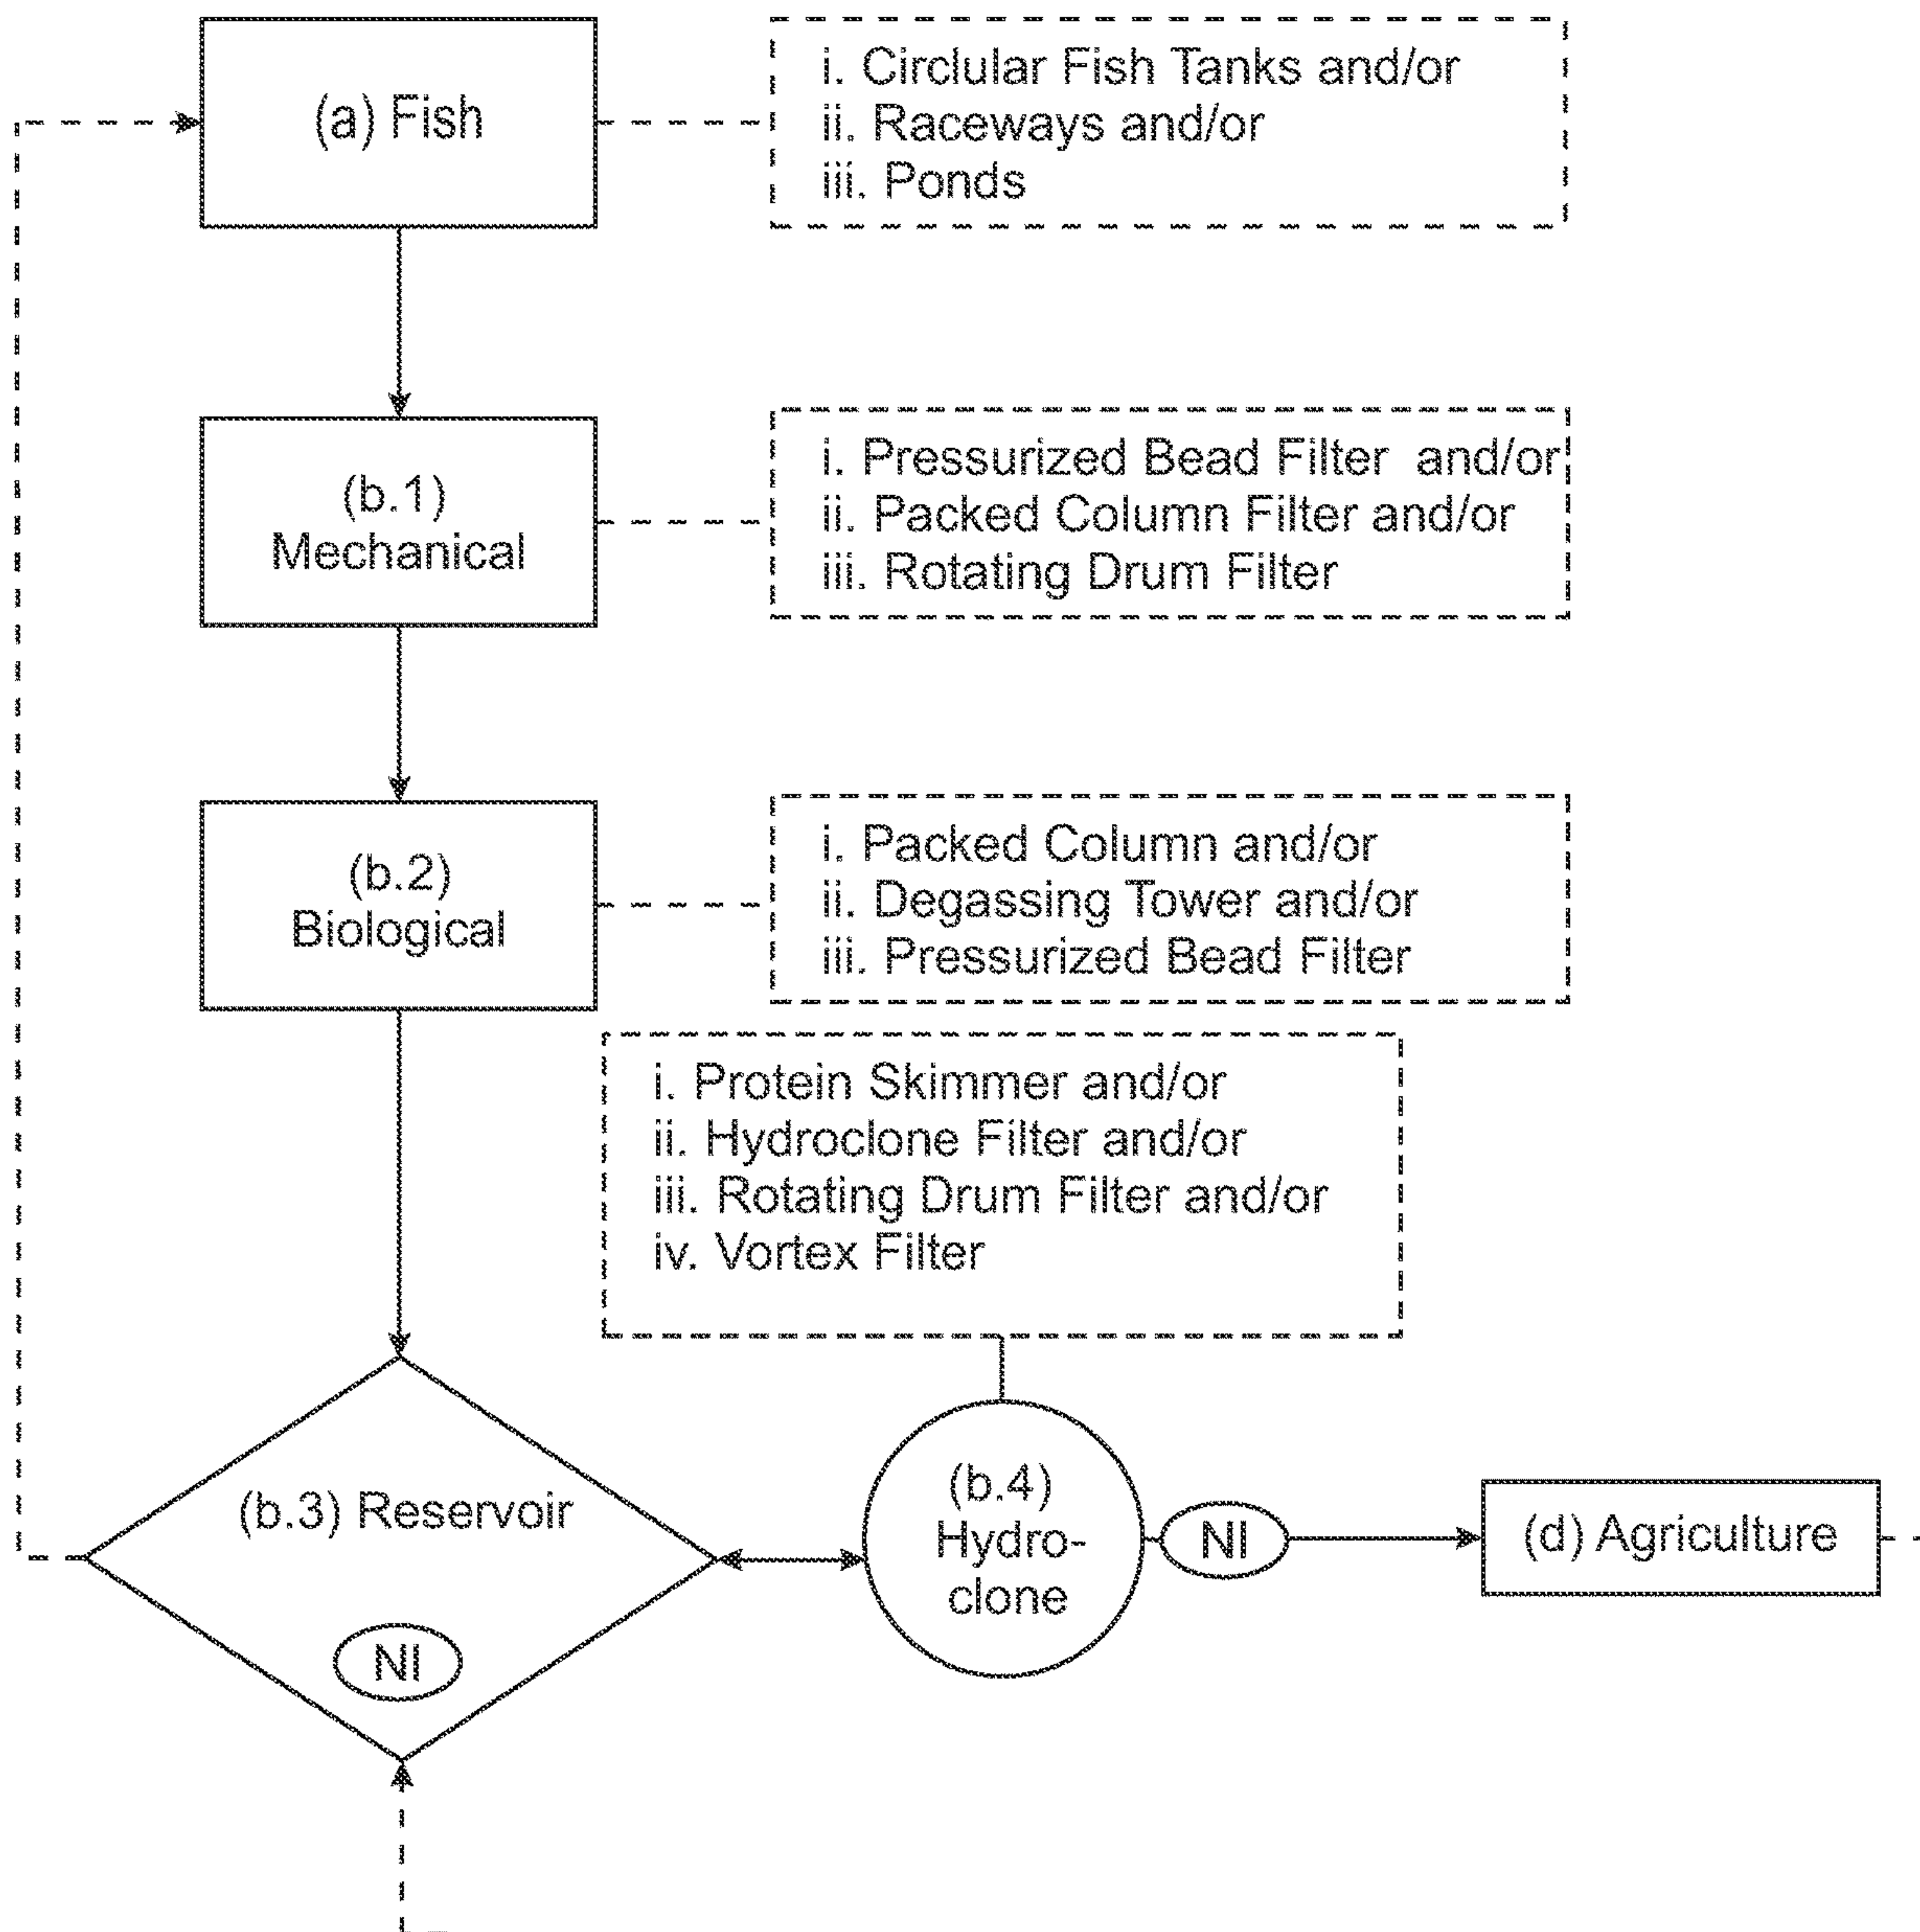 (a) Fish
i. Circlular Fish Tanks and/or
ii. Raceways and/or
iii. Ponds
(b.1)
Mechanical
i. Pressurized Bead Filter and/or
ii. Packed Column Filter and/or
iii. Rotating Drum Filter
(b.2)
Biological
i. Packed Column and/or
ii. Degassing Tower and/or
iii. Pressurized Bead Filter
i. Protein Skimmer and/or
ii. Hydroclone Filter and/or
iii. Rotating Drum Filter and/or
iv. Vortex Filter
(b.3) Reservoir
NI
(b.4)
Hydro-
clone
NI
(d) Agriculture